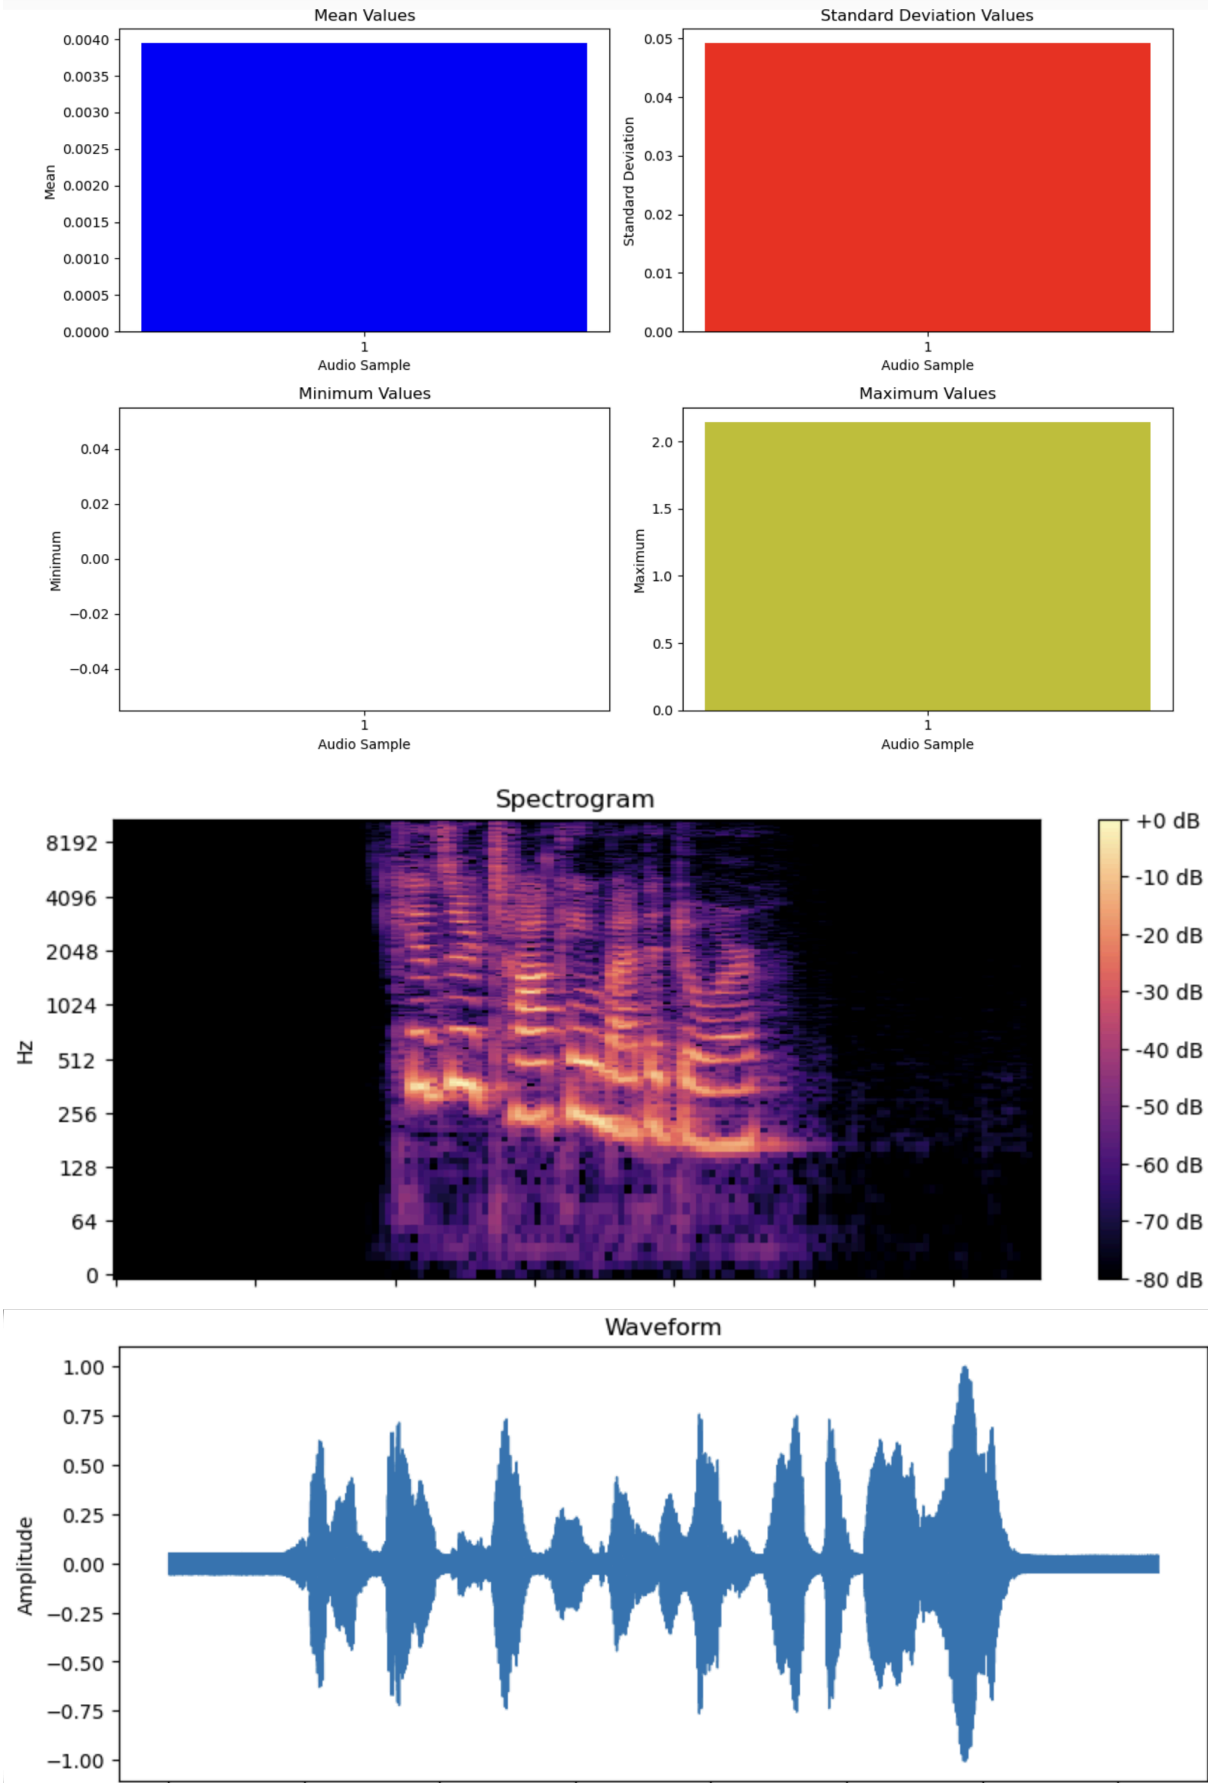 Mean Values
Standard Deviation Values
0.0040
0.0035
0.0030
0.0025
0.0020
0.0015
0.0010
0.0005
0.0000
Mean
1
Audio Sample
0.05
0.04
0.03
0.02
0.01
0.00
Standard Deviation
1
Audio Sample
Minimum Values
Maximum Values
0.04
0.02
0.00
−0.02
−0.04
Minimum
1
Audio Sample
2.0
1.5
1.0
0.5
0.0
Maximum
1
Audio Sample
Spectrogram
8192
4096
2048
1024
512
256
128
64
0
Hz
+0 dB
-10 dB
-20 dB
-30 dB
-40 dB
-50 dB
-60 dB
-70 dB
-80 dB
Waveform
1.00
0.75
0.50
0.25
0.00
−0.25
−0.50
−0.75
−1.00
Amplitude